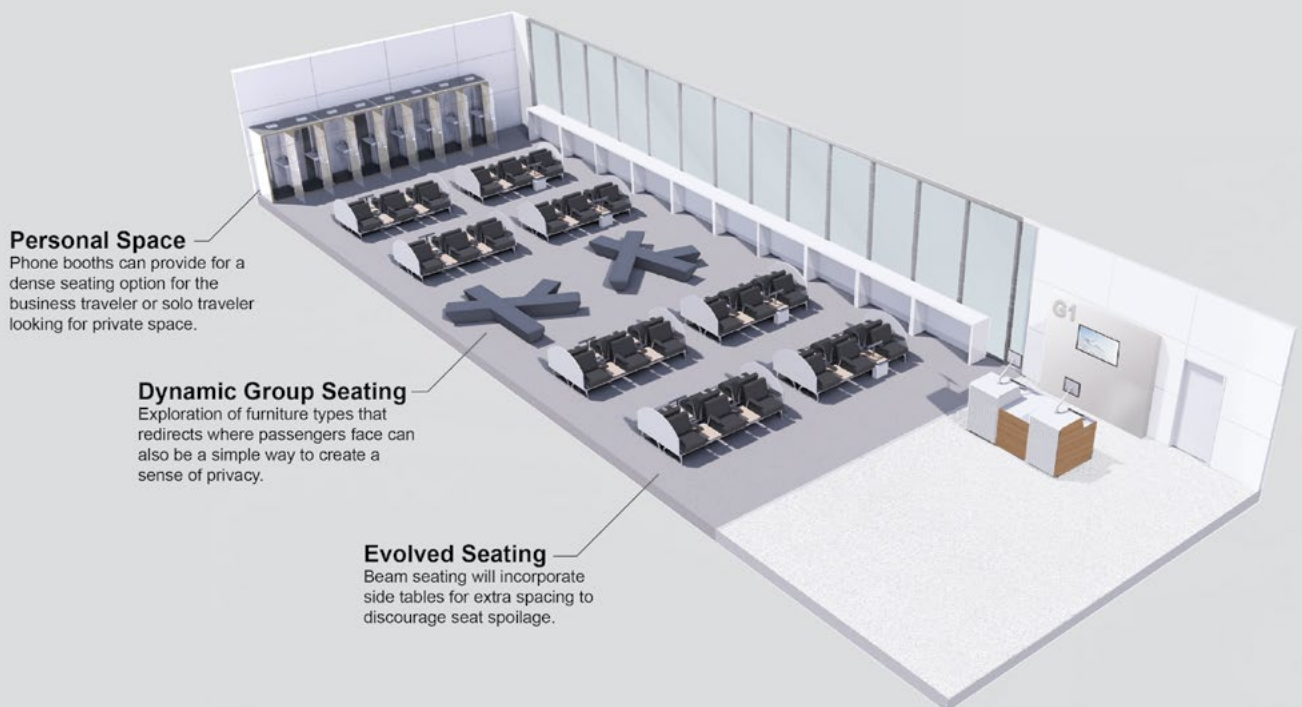 Personal Space
Phone booths can provide for a
dense seating option for the
business traveler or solo traveler
looking for private space.
Dynamic Group Seating
Exploration of furniture types that
redirects where passengers face can
also be a simple way to create a
sense of privacy.
Evolved Seating
Beam seating will incorporate
side tables for extra spacing to
discourage seat spoilage.
G1